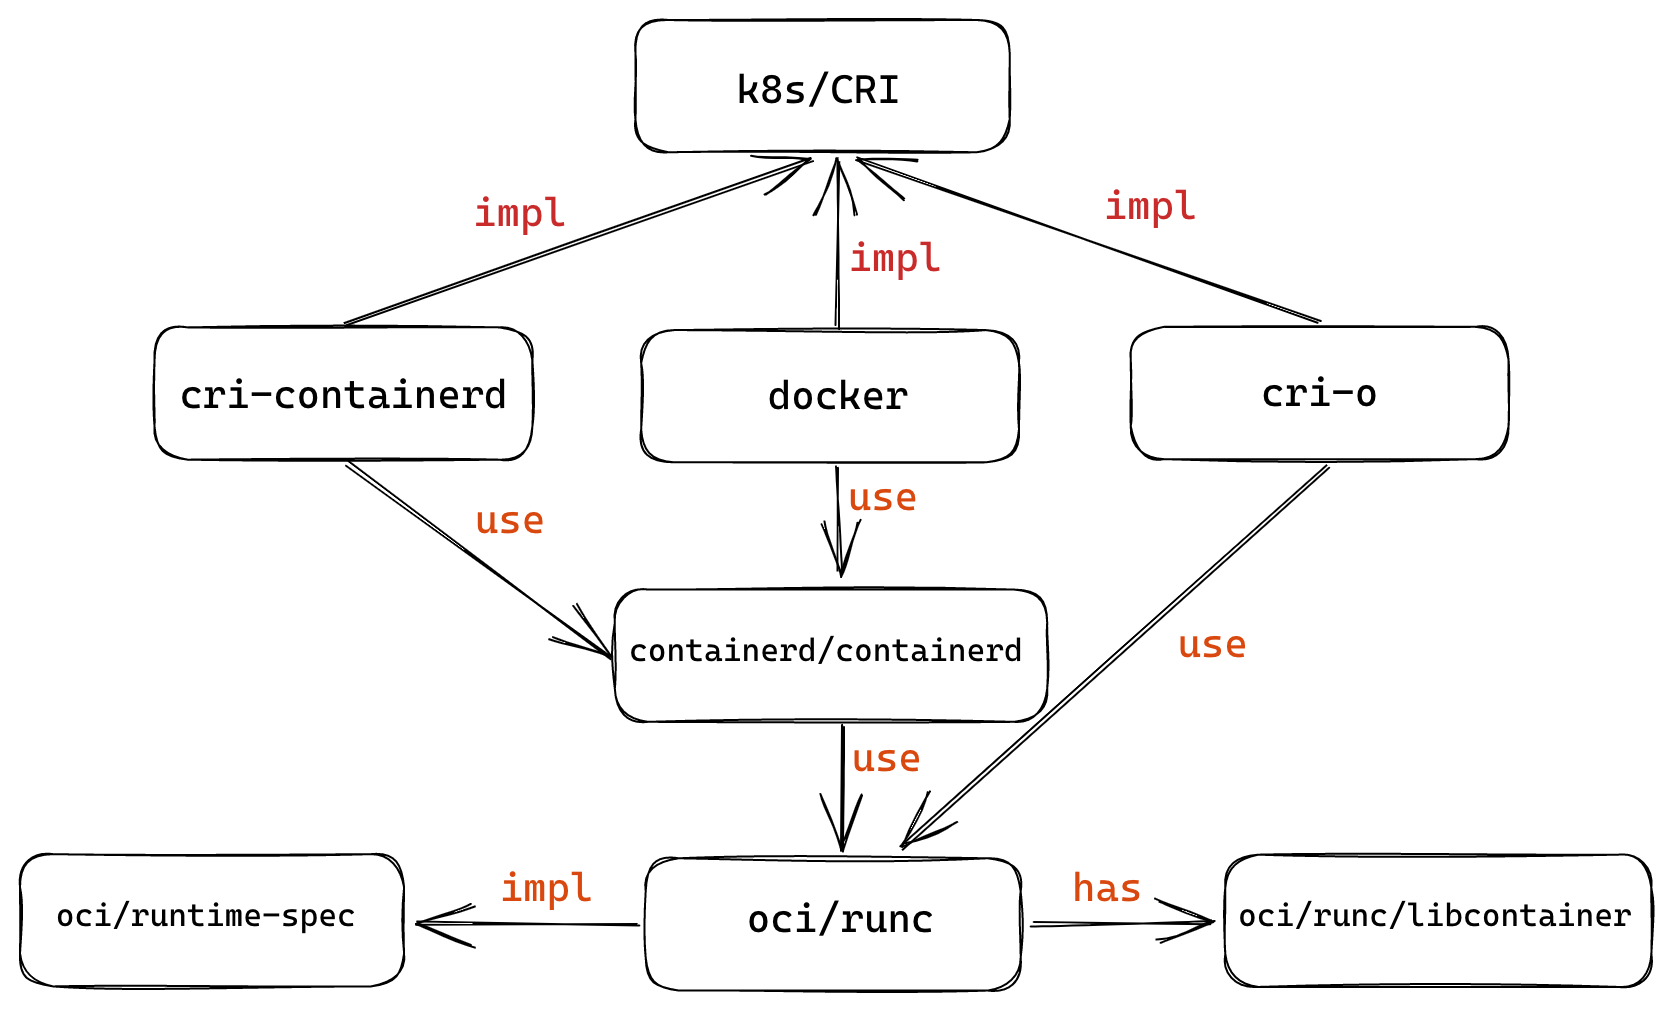 k8s/CRI
impl
impl
impl
cri-containerd
docker
cri-o
use
use
containerd/containerd
use
use
oci/runtime-spec
impl
oci/runc
has
oci/runc/libcontainer